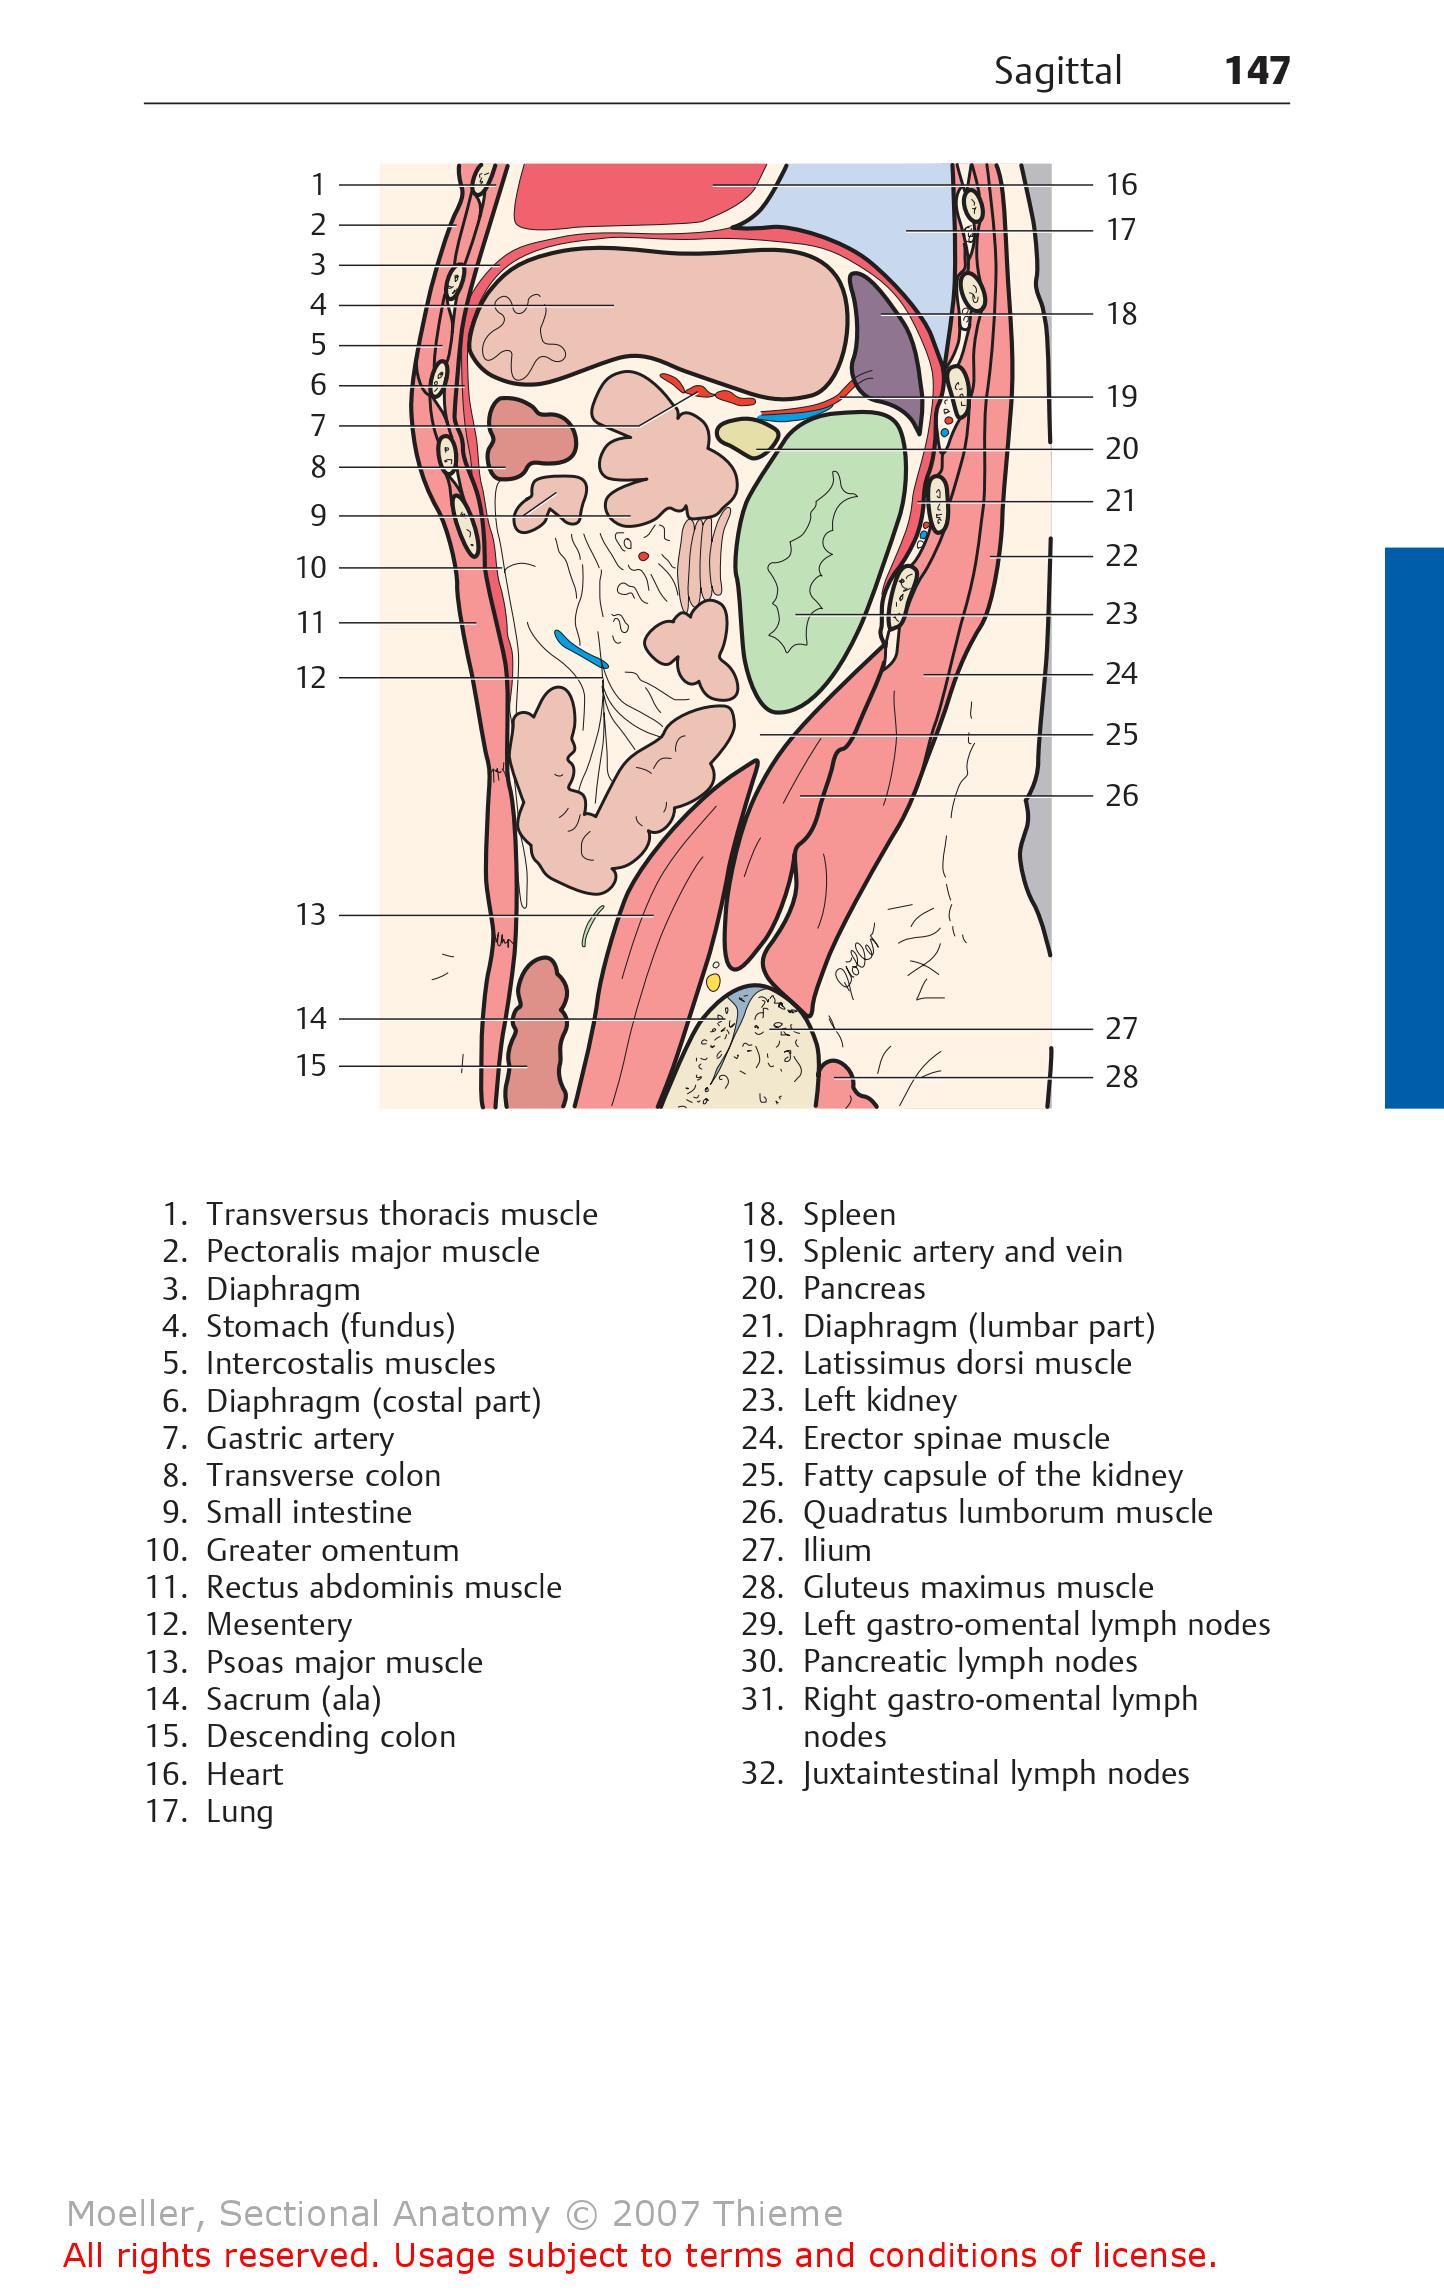 Sagittal 147
1 16
2 17
3
4 18
5
6 19
7
8 20
9 21
10 22
11 23
12 24
25
26
13
14 27
15 28
Döller
1. Transversus thoracis muscle
2. Pectoralis major muscle
3. Diaphragm
4. Stomach (fundus)
5. Intercostalis muscles
6. Diaphragm (costal part)
7. Gastric artery
8. Transverse colon
9. Small intestine
10. Greater omentum
11. Rectus abdominis muscle
12. Mesentery
13. Psoas major muscle
14. Sacrum (ala)
15. Descending colon
16. Heart
17. Lung
18. Spleen
19. Splenic artery and vein
20. Pancreas
21. Diaphragm (lumbar part)
22. Latissimus dorsi muscle
23. Left kidney
24. Erector spinae muscle
25. Fatty capsule of the kidney
26. Quadratus lumborum muscle
27. Ilium
28. Gluteus maximus muscle
29. Left gastro-omental lymph nodes
30. Pancreatic lymph nodes
31. Right gastro-omental lymph
nodes
32. Juxtaintestinal lymph nodes
Moeller, Sectional Anatomy © 2007 Thieme
All rights reserved. Usage subject to terms and conditions of license.